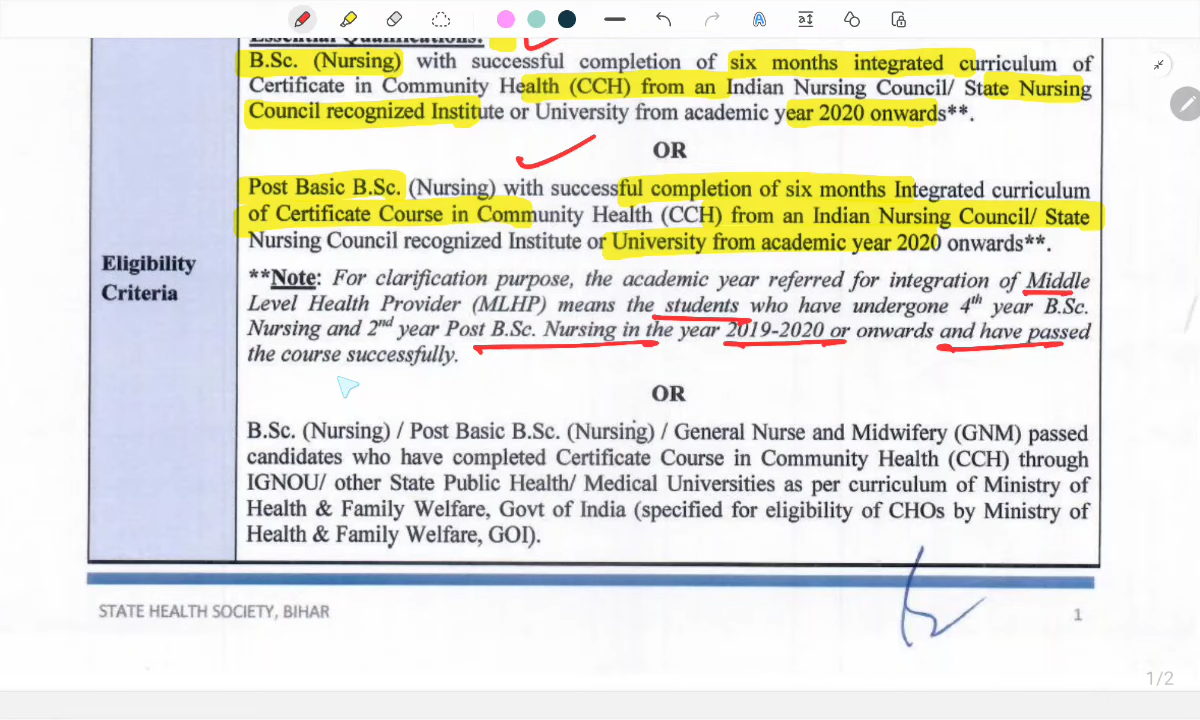 Essential Qualifications:
B.Sc. (Nursing) with successful completion of six months integrated curriculum of
Certificate in Community Health (CCH) from an Indian Nursing Council/ State Nursing
Council recognized Institute or University from academic year 2020 onwards**.
OR
Post Basic B.Sc. (Nursing) with successful completion of six months Integrated curriculum
of Certificate Course in Community Health (CCH) from an Indian Nursing Council/ State
Nursing Council recognized Institute or University from academic year 2020 onwards**.
Eligibility
Criteria
**Note: For clarification purpose, the academic year referred for integration of Middle
Level Health Provider (MLHP) means the students who have undergone 4th year B.Sc.
Nursing and 2nd year Post B.Sc. Nursing in the year 2019-2020 or onwards and have passed
the course successfully.
OR
B.Sc. (Nursing) / Post Basic B.Sc. (Nursing) / General Nurse and Midwifery (GNM) passed
candidates who have completed Certificate Course in Community Health (CCH) through
IGNOU/ other State Public Health/ Medical Universities as per curriculum of Ministry of
Health & Family Welfare, Govt of India (specified for eligibility of CHOs by Ministry of
Health & Family Welfare, GOI).
STATE HEALTH SOCIETY, BIHAR
1
1/2